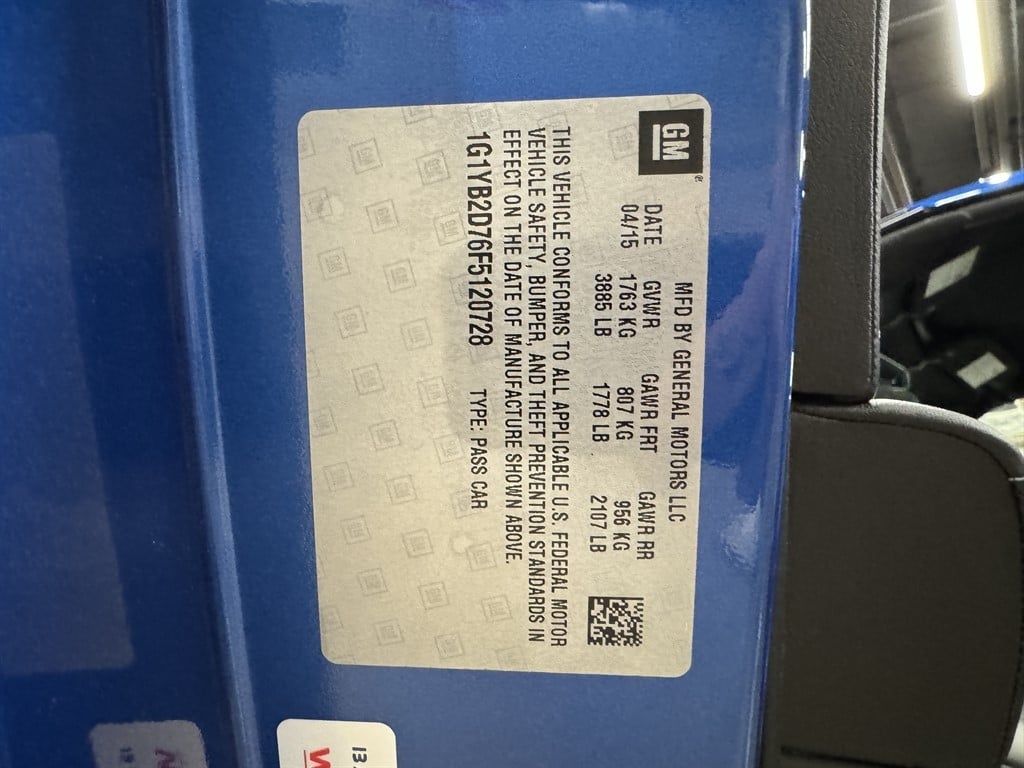 GM
MFD BY GENERAL MOTORS LLC
DATE GVWR GAWR FRT GAWR RR
04/15 1763 KG 807 KG 956 KG
3885 LB 1778 LB 2107 LB
THIS VEHICLE CONFORMS TO ALL APPLICABLE U.S. FEDERAL MOTOR
VEHICLE SAFETY, BUMPER, AND THEFT PREVENTION STANDARDS IN
EFFECT ON THE DATE OF MANUFACTURE SHOWN ABOVE.
1G1YB2D76F5120728 TYPE: PASS CAR
13.